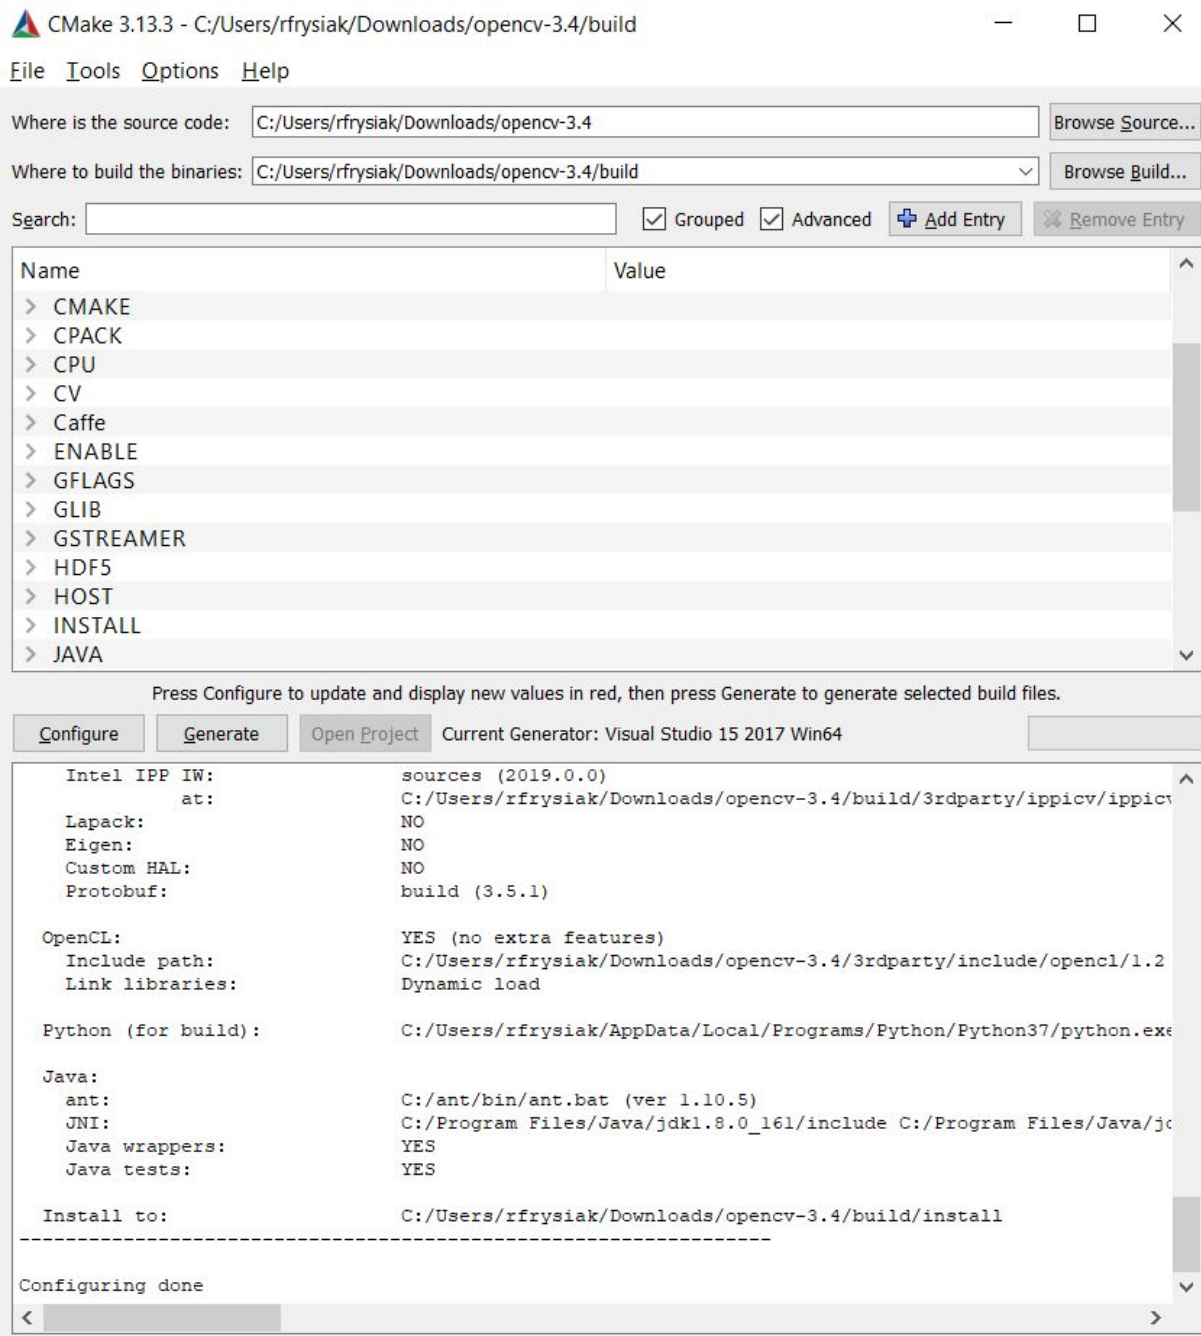 CMake 3.13.3 - C:/Users/rfrysiak/Downloads/opencv-3.4/build
File Tools Options Help
Where is the source code: C:/Users/rfrysiak/Downloads/opencv-3.4 Browse Source...
Where to build the binaries: C:/Users/rfrysiak/Downloads/opencv-3.4/build Browse Build...
Search: Grouped Advanced Add Entry Remove Entry
Name Value
CMAKE
CPACK
CPU
CV
Caffe
ENABLE
GFLAGS
GLIB
GSTREAMER
HDF5
HOST
INSTALL
JAVA
Press Configure to update and display new values in red, then press Generate to generate selected build files.
Configure Generate Open Project Current Generator: Visual Studio 15 2017 Win64
Intel IPP IW: sources (2019.0.0)
at: C:/Users/rfrysiak/Downloads/opencv-3.4/build/3rdparty/ippicv/ippicv
Lapack: NO
Eigen: NO
Custom HAL: NO
Protobuf: build (3.5.1)
OpenCL: YES (no extra features)
Include path: C:/Users/rfrysiak/Downloads/opencv-3.4/3rdparty/include/opencl/1.2
Link libraries: Dynamic load
Python (for build): C:/Users/rfrysiak/AppData/Local/Programs/Python/Python37/python.exe
Java:
ant: C:/ant/bin/ant.bat (ver 1.10.5)
JNI: C:/Program Files/Java/jdk1.8.0_161/include C:/Program Files/Java/jd
Java wrappers: YES
Java tests: YES
Install to: C:/Users/rfrysiak/Downloads/opencv-3.4/build/install
-----------------------------------------------------------------
Configuring done